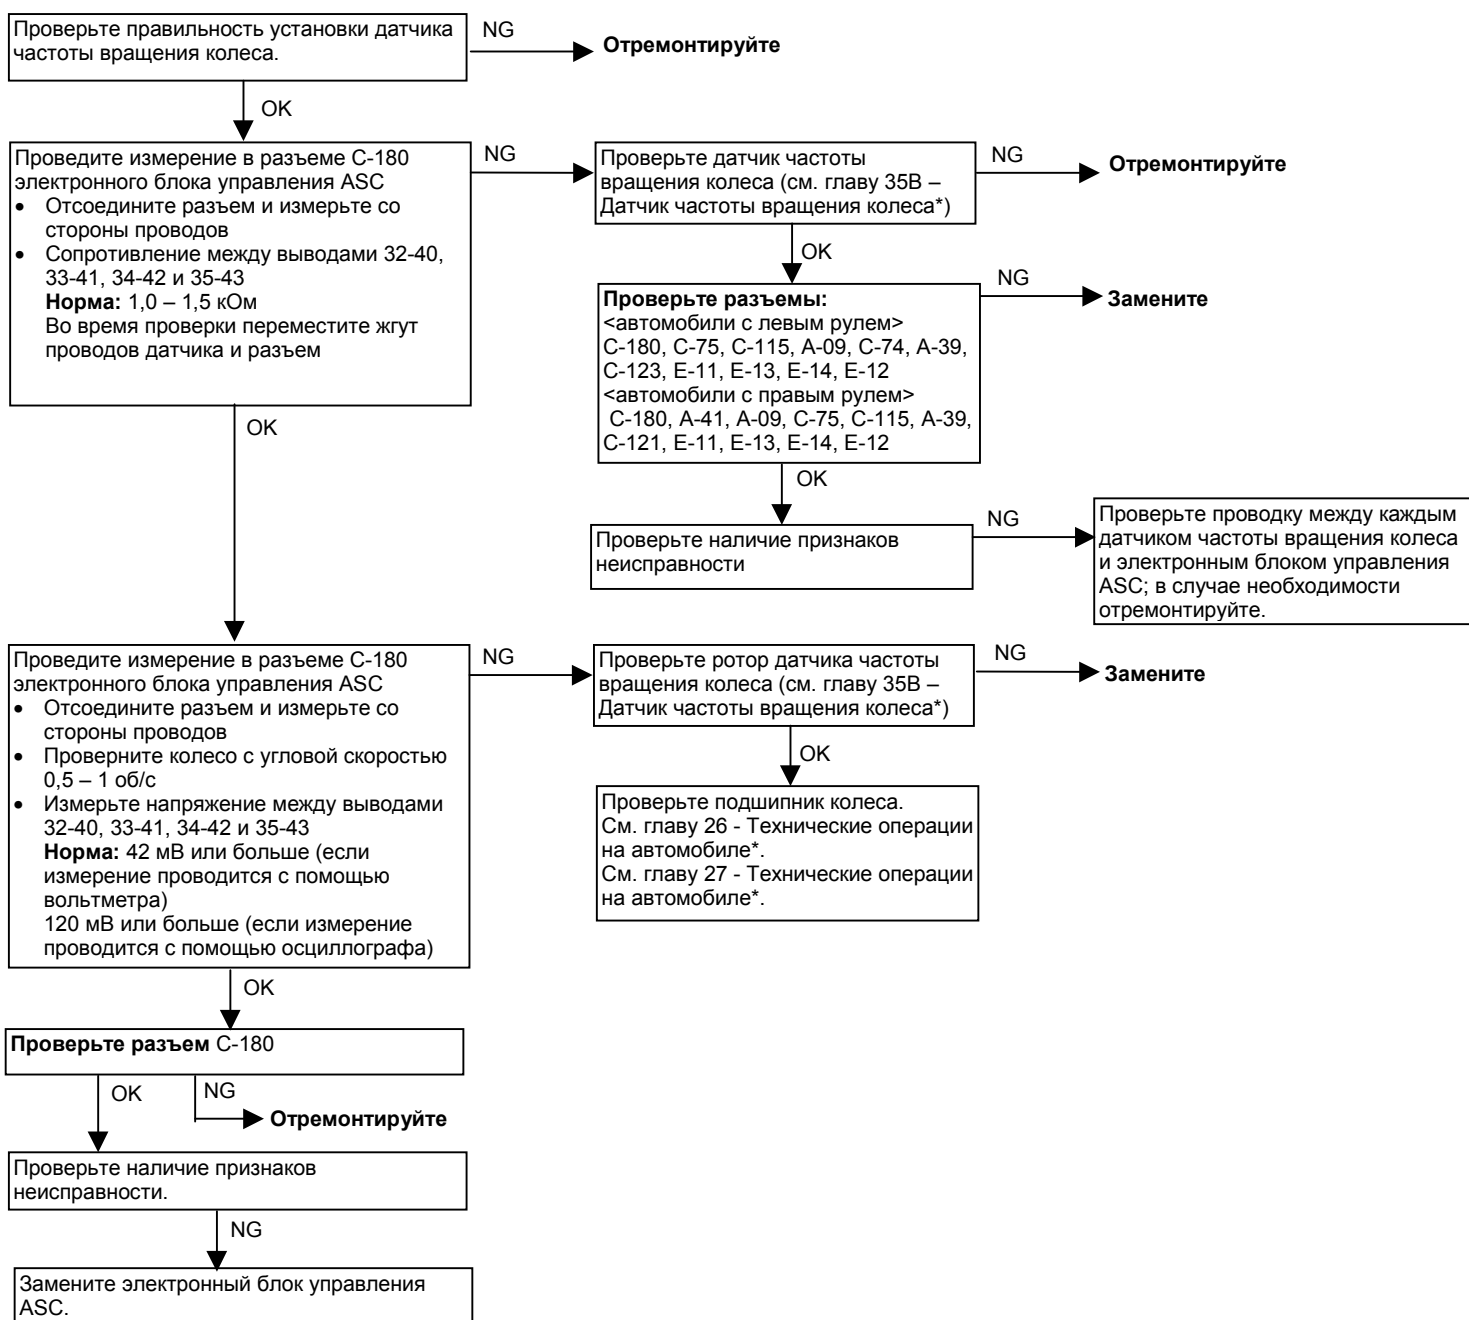 Проверьте правильность установки датчика
частоты вращения колеса.
NG
Отремонтируйте
OK
Проведите измерение в разъеме С-180
электронного блока управления ASC
• Отсоедините разъем и измерьте со
стороны проводов
• Сопротивление между выводами 32-40,
33-41, 34-42 и 35-43
Норма: 1,0 – 1,5 кОм
Во время проверки переместите жгут
проводов датчика и разъем
NG
Проверьте датчик частоты
вращения колеса (см. главу 35В –
Датчик частоты вращения колеса*)
NG
Отремонтируйте
OK
Проверьте разъемы:
<автомобили с левым рулем>
С-180, С-75, С-115, А-09, С-74, А-39,
С-123, Е-11, Е-13, Е-14, Е-12
<автомобили с правым рулем>
С-180, А-41, А-09, С-75, С-115, А-39,
С-121, Е-11, Е-13, Е-14, Е-12
NG
Замените
OK
OK
Проверьте наличие признаков
неисправности
NG
Проверьте проводку между каждым
датчиком частоты вращения колеса
и электронным блоком управления
ASC; в случае необходимости
отремонтируйте.
Проведите измерение в разъеме С-180
электронного блока управления ASC
• Отсоедините разъем и измерьте со
стороны проводов
• Проверните колесо с угловой скоростью
0,5 – 1 об/с
• Измерьте напряжение между выводами
32-40, 33-41, 34-42 и 35-43
Норма: 42 мВ или больше (если
измерение проводится с помощью
вольтметра)
120 мВ или больше (если измерение
проводится с помощью осциллографа)
NG
Проверьте ротор датчика частоты
вращения колеса (см. главу 35В –
Датчик частоты вращения колеса*)
NG
Замените
OK
Проверьте подшипник колеса.
См. главу 26 - Технические операции
на автомобиле*.
См. главу 27 - Технические операции
на автомобиле*.
OK
Проверьте разъем С-180
OK
NG
Отремонтируйте
Проверьте наличие признаков
неисправности.
NG
Замените электронный блок управления
ASC.